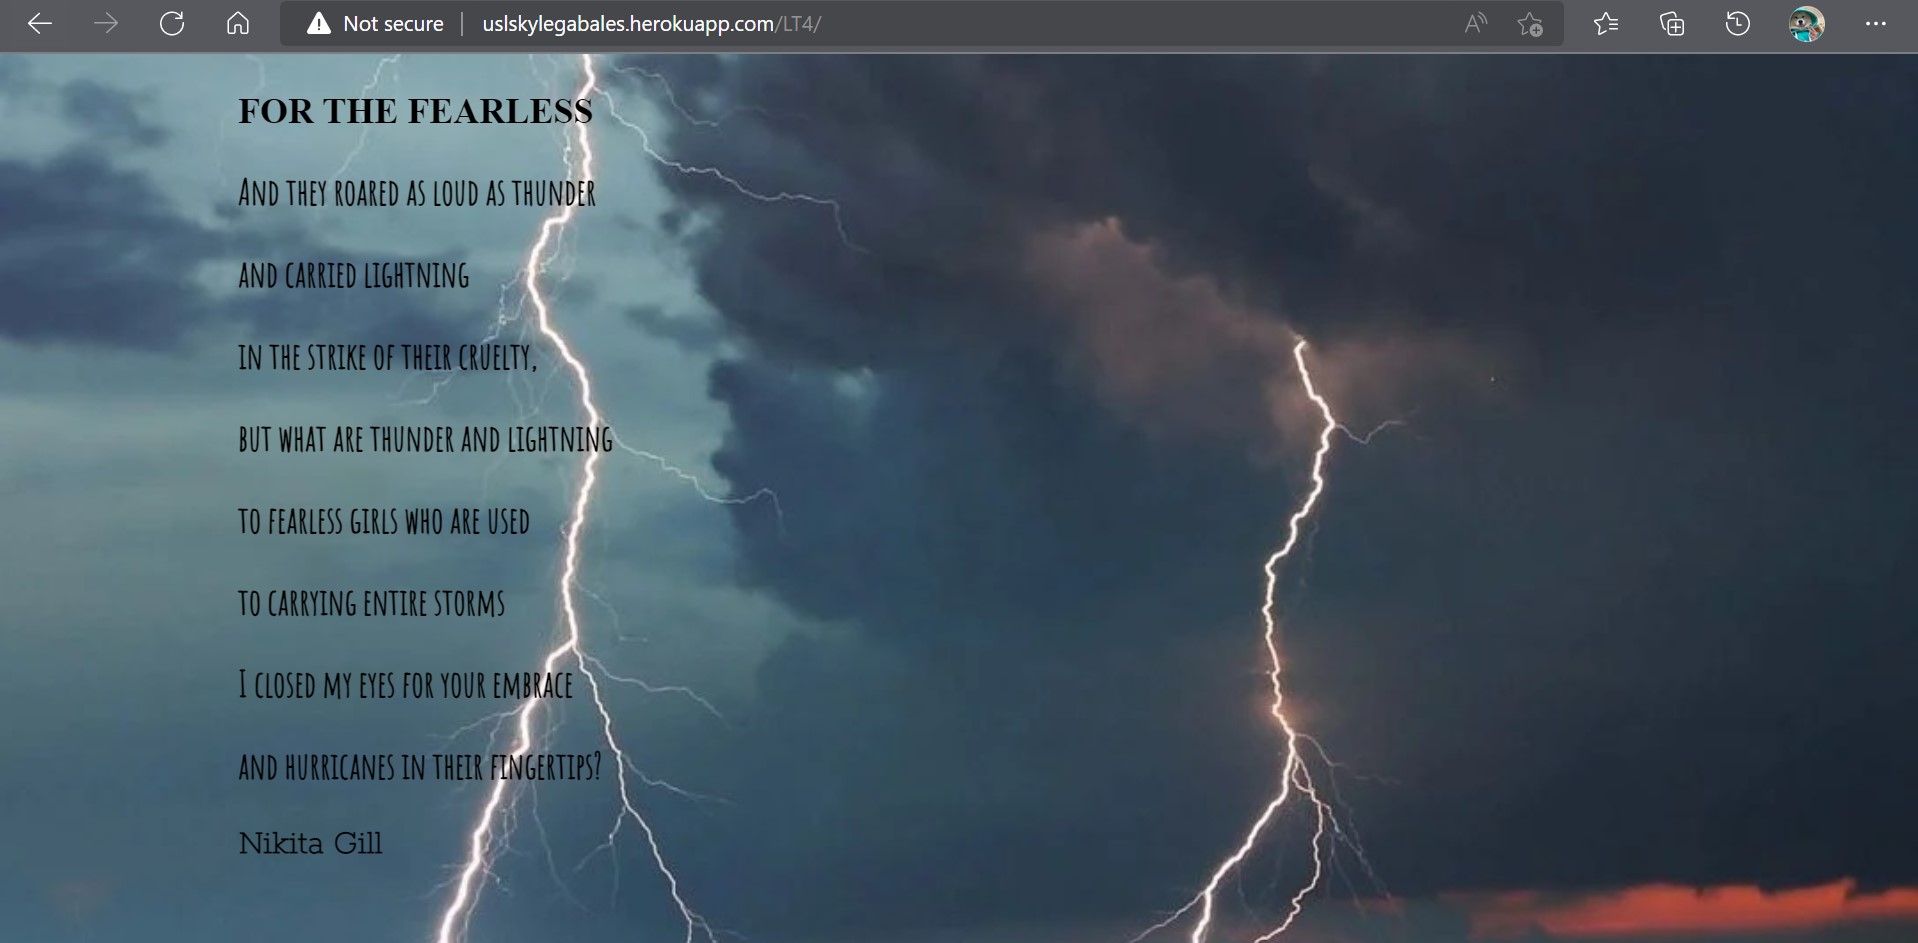 Not secure
uslskylegabales.herokuapp.com/LT4/
FOR THE FEARLESS
AND THEY ROARED AS LOUD AS THUNDER
AND CARRIED LIGHTNING
IN THE STRIKE OF THEIR CRUELTY,
BUT WHAT ARE THUNDER AND LIGHTNING
TO FEARLESS GIRLS WHO ARE USED
TO CARRYING ENTIRE STORMS
I CLOSED MY EYES FOR YOUR EMBRACE
AND HURRICANES IN THEIR FINGERTIPS?
Nikita Gill